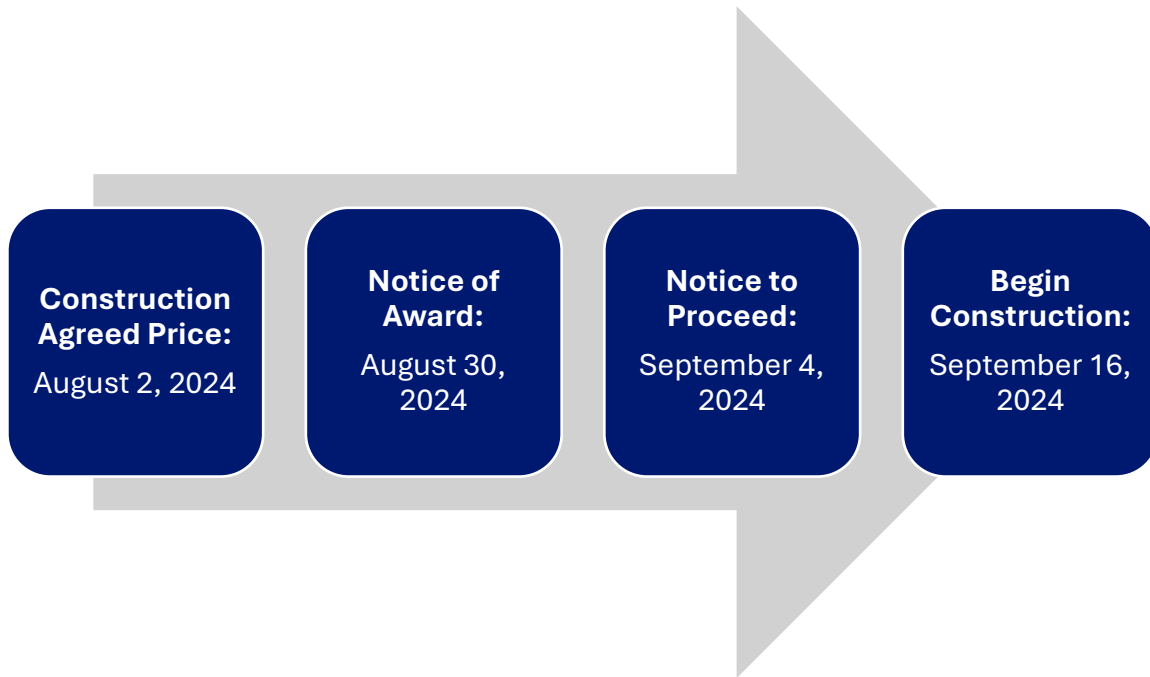 Construction
Agreed Price:
August 2, 2024
Notice of
Award:
August 30,
2024
Notice to
Proceed:
September 4,
2024
Begin
Construction:
September 16,
2024